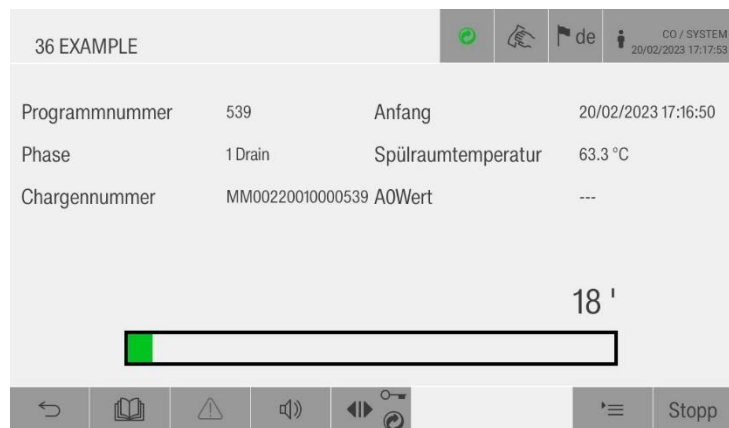 36 EXAMPLE
de
CO / SYSTEM
20/02/2023 17:17:53
Programmnummer 539 Anfang 20/02/2023 17:16:50
Phase 1 Drain Spülraumtemperatur 63.3 °C
Chargennummer MM00220010000539 A0Wert ---
18 '
Stopp